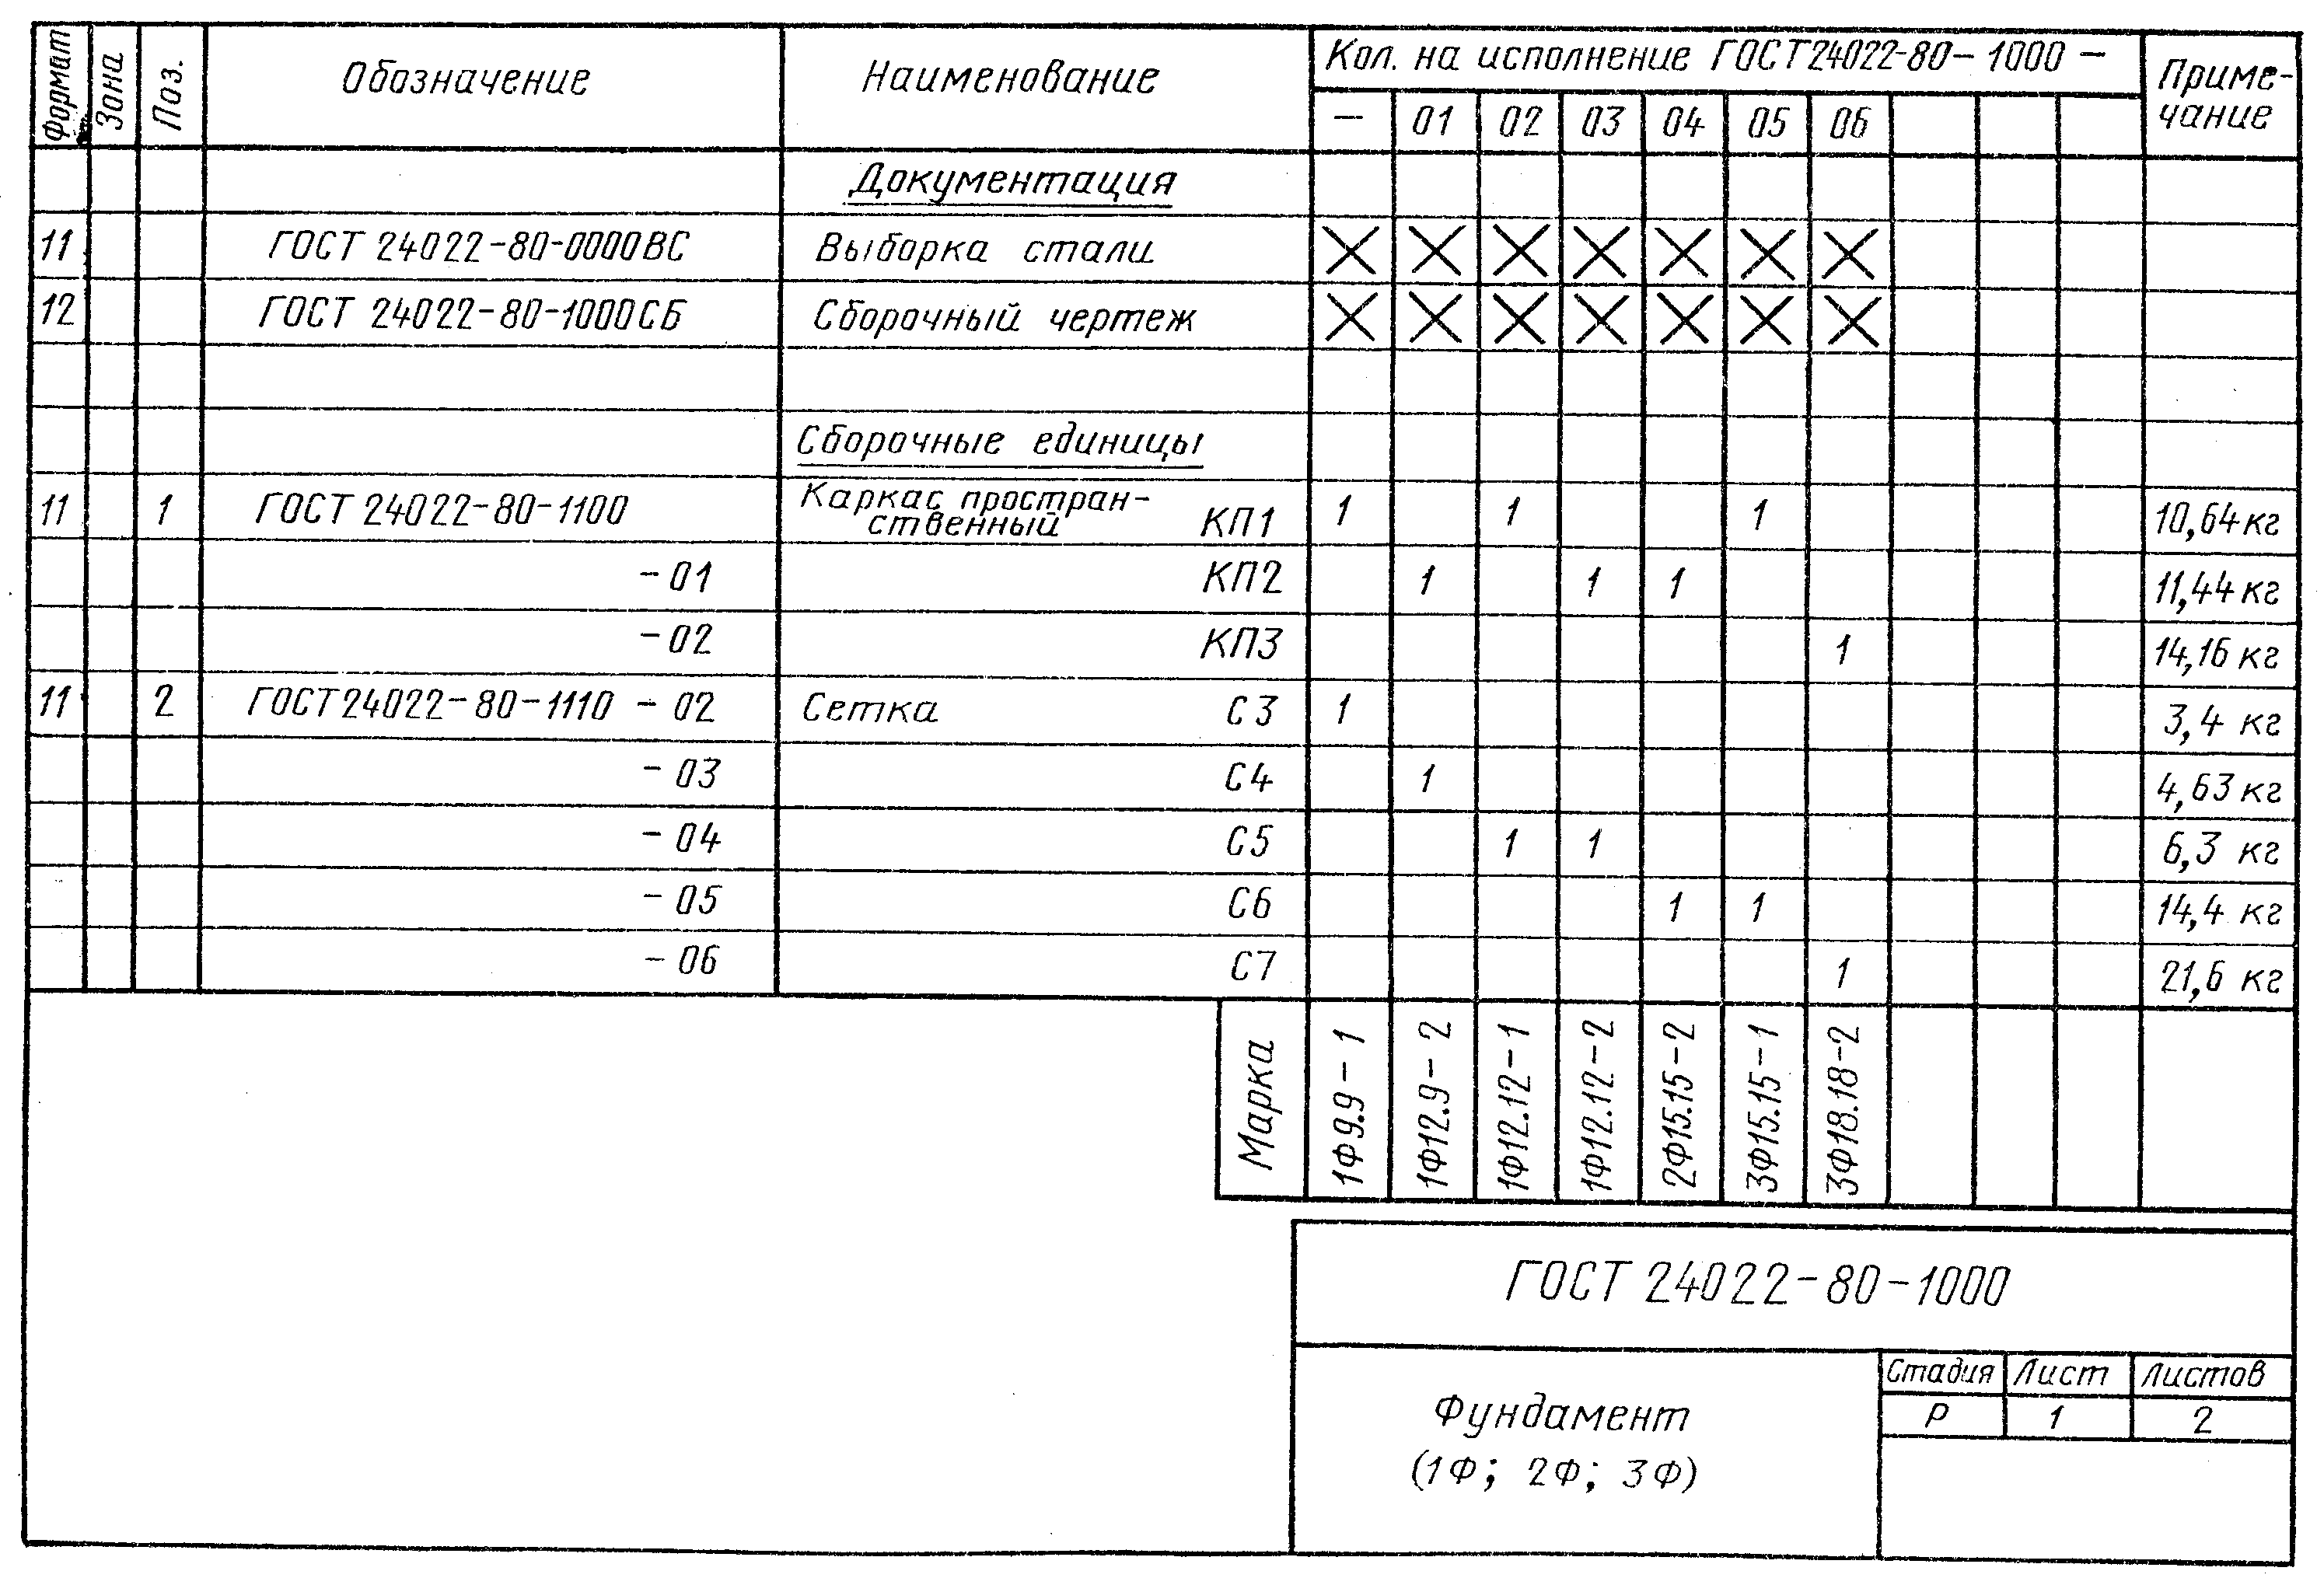 Формат Зона Поз. Обозначение Наименование Кол. на исполнение ГОСТ 24022-80-1000- Приме-
чание
— 01 02 03 04 05 06
Документация
11 ГОСТ 24022-80-0000ВС Выборка стали
12 ГОСТ 24022-80-1000СБ Сборочный чертеж
Сборочные единицы
11 1 ГОСТ 24022-80-1100 Каркас простран-
ственный КП1 1 1 1 10,64 кг
-01 КП2 1 1 1 11,44 кг
-02 КП3 1 14,16 кг
11 2 ГОСТ 24022-80-1110 -02 Сетка С3 1 3,4 кг
-03 С4 1 4,63 кг
-04 С5 1 1 6,3 кг
-05 С6 1 1 14,4 кг
-06 С7 1 21,6 кг
Марка 1Ф9.9-1 1Ф12.9-2 1Ф12.12-1 1Ф12.12-2 2Ф15.15-2 3Ф15.15-1 3Ф18.18-2
ГОСТ 24022-80-1000
Фундамент
(1Ф; 2Ф; 3Ф)
Стадия Лист Листов
Р 1 2